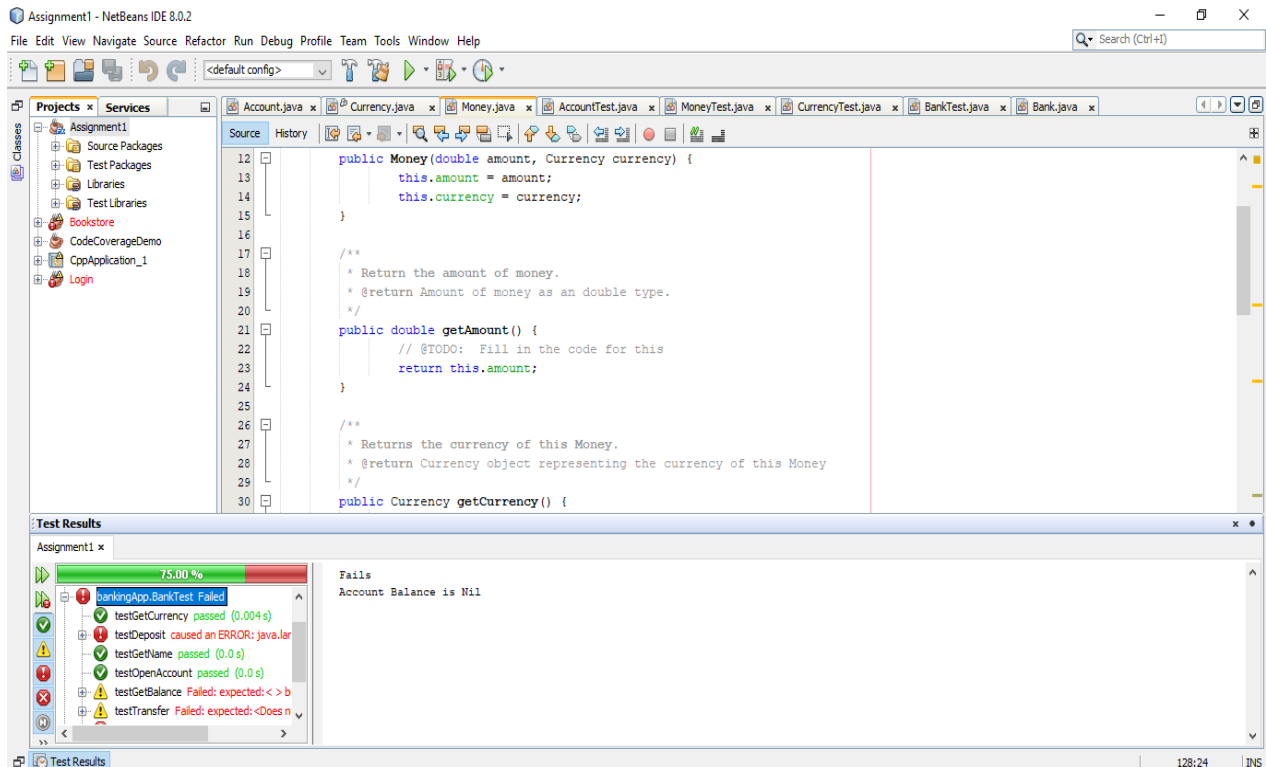 Assignment1 - NetBeans IDE 8.0.2
File Edit View Navigate Source Refactor Run Debug Profile Team Tools Window Help
Search (Ctrl+I)
<default config>
Projects Services
Account.java Currency.java Money.java AccountTest.java MoneyTest.java CurrencyTest.java BankTest.java Bank.java
Classes
Assignment1
Source Packages
Test Packages
Libraries
Test Libraries
Bookstore
CodeCoverageDemo
CppApplication_1
Login
Source History
12 public Money(double amount, Currency currency) {
13 this.amount = amount;
14 this.currency = currency;
15 }
16
17 /**
18 * Return the amount of money.
19 * @return Amount of money as an double type.
20 */
21 public double getAmount() {
22 // @TODO:  Fill in the code for this
23 return this.amount;
24 }
25
26 /**
27 * Returns the currency of this Money.
28 * @return Currency object representing the currency of this Money
29 */
30 public Currency getCurrency() {
Test Results
Assignment1
75.00 %
bankingApp.BankTest Failed
testGetCurrency passed (0.004 s)
testDeposit caused an ERROR: java.lan
testGetName passed (0.0 s)
testOpenAccount passed (0.0 s)
testGetBalance Failed: expected:< > b
testTransfer Failed: expected:<Does n
Fails
Account Balance is Nil
Test Results
128:24 INS